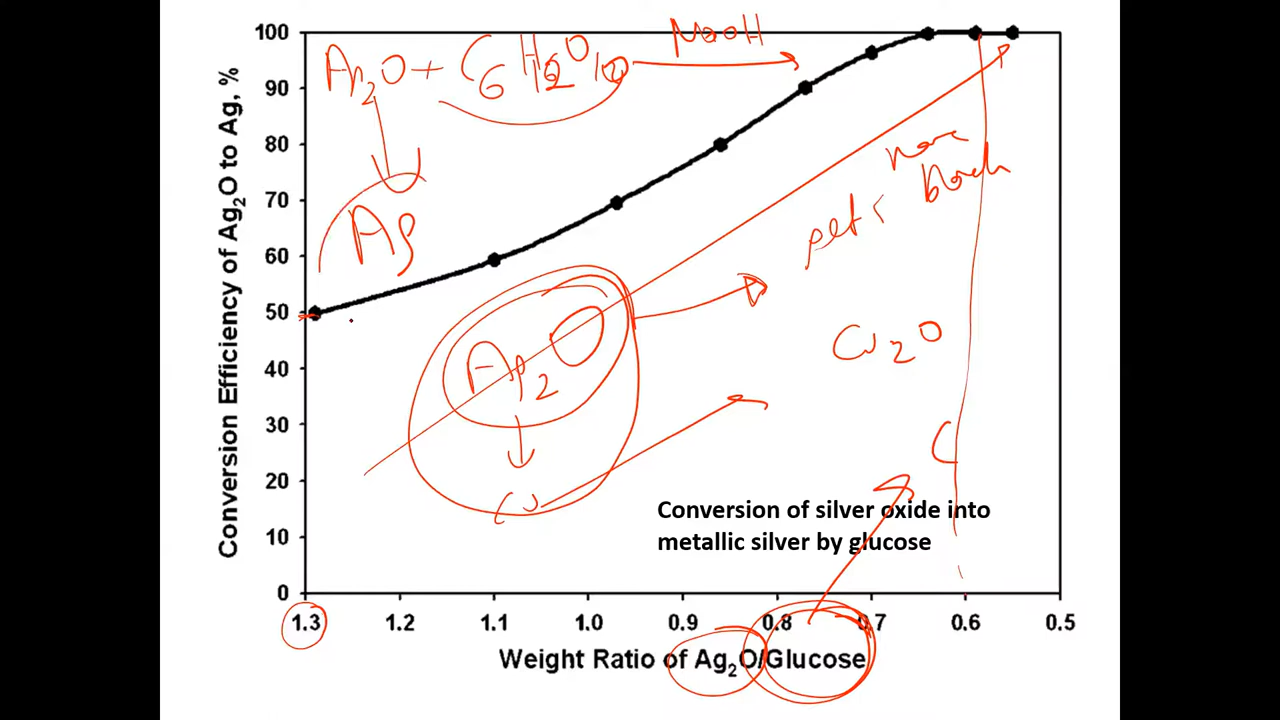 Conversion Efficiency of Ag₂O to Ag, %
100
90
80
70
60
50
40
30
20
10
0
1.3 1.2 1.1 1.0 0.9 0.8 0.7 0.6 0.5
Weight Ratio of Ag₂O/Glucose
Conversion of silver oxide into
metallic silver by glucose
Ag₂O + C₆H₁₂O
NaOH
Ag
Ag₂O
Cu
Cu₂O
C